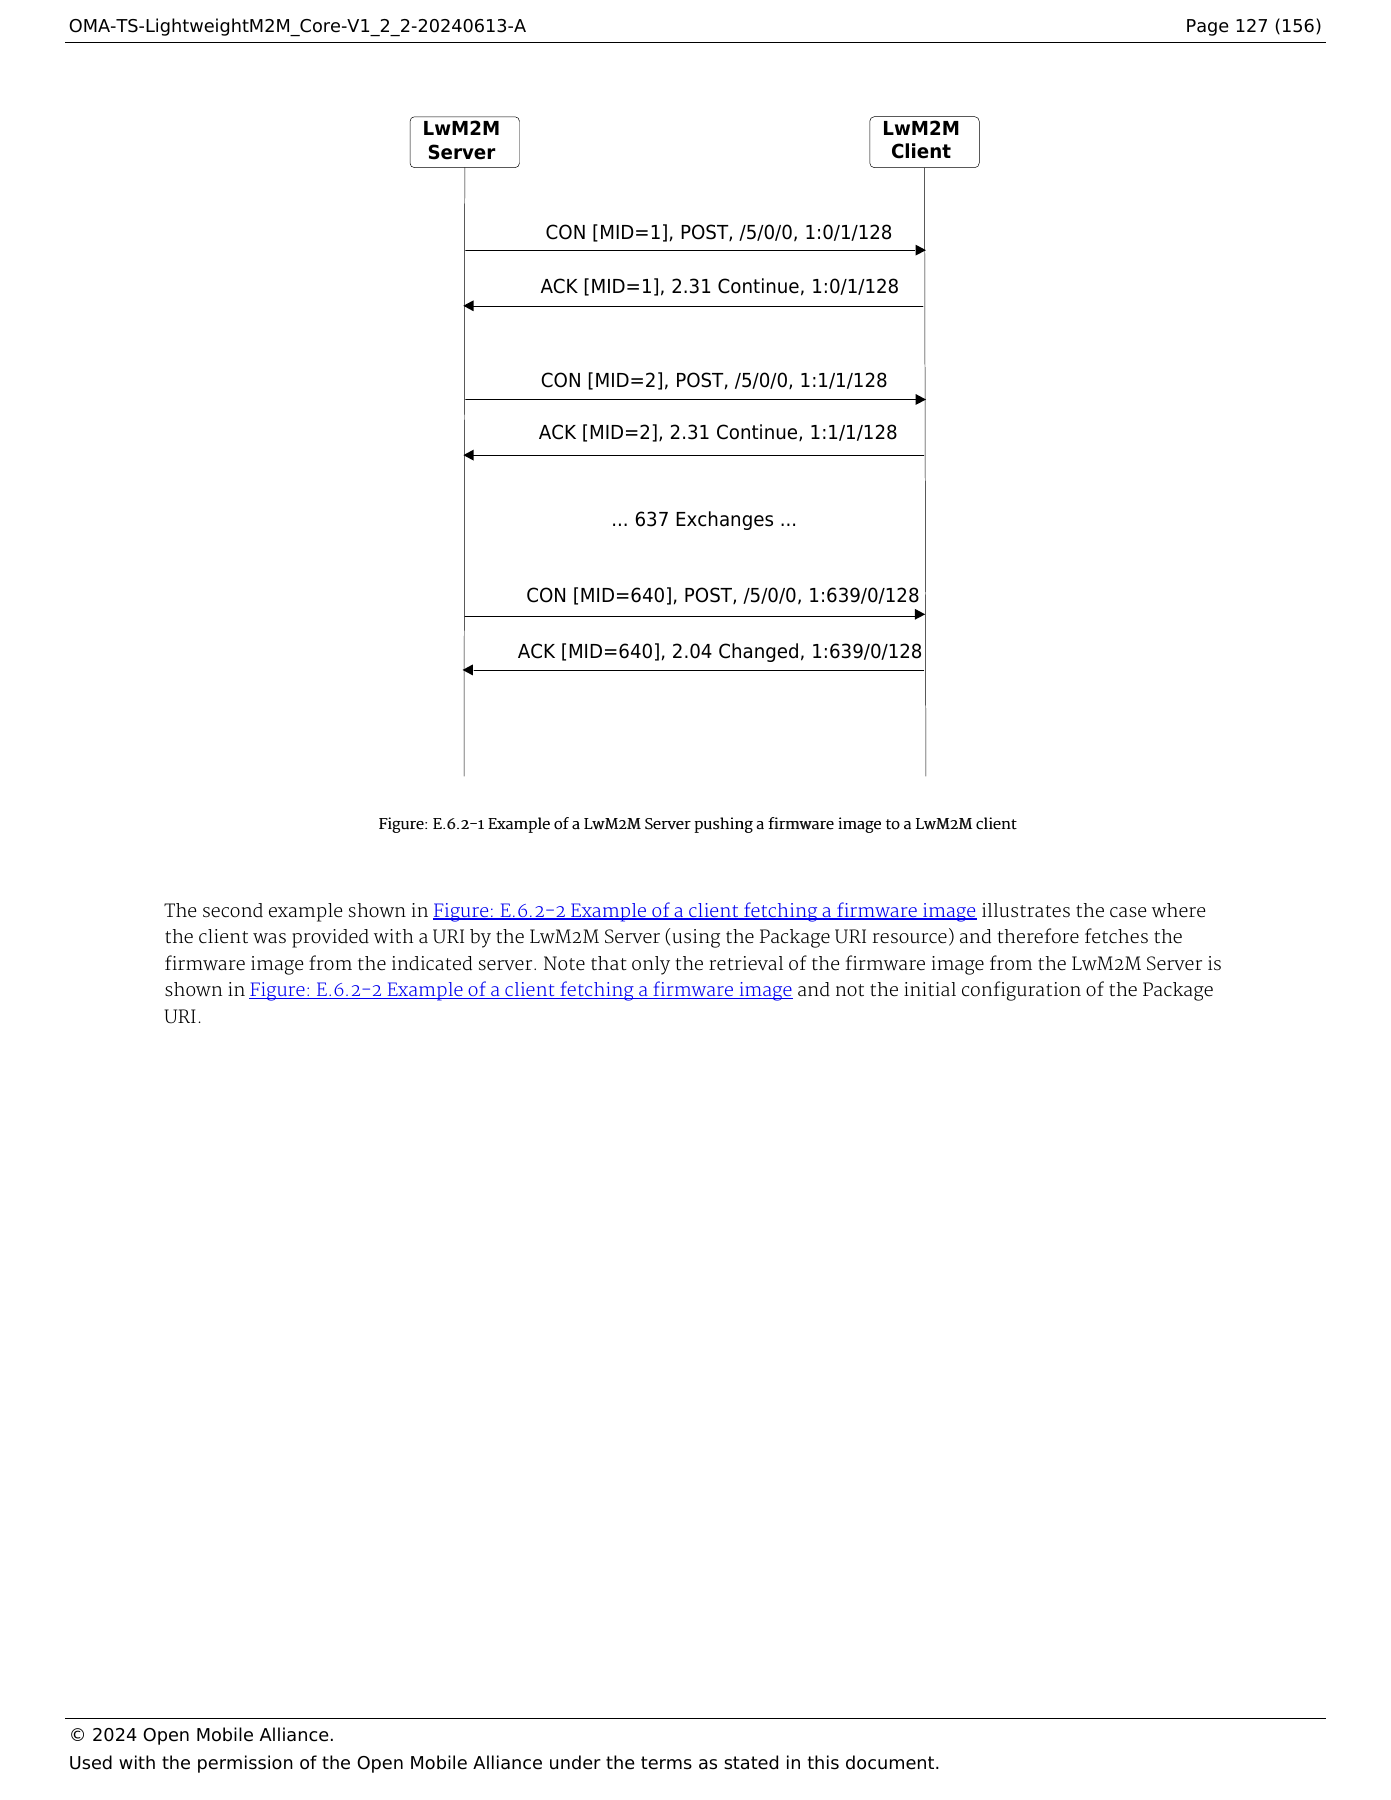 OMA-TS-LightweightM2M_Core-V1_2_2-20240613-A Page 127 (156)
LwM2M
Server
LwM2M
Client
CON [MID=1], POST, /5/0/0, 1:0/1/128
ACK [MID=1], 2.31 Continue, 1:0/1/128
CON [MID=2], POST, /5/0/0, 1:1/1/128
ACK [MID=2], 2.31 Continue, 1:1/1/128
... 637 Exchanges ...
CON [MID=640], POST, /5/0/0, 1:639/0/128
ACK [MID=640], 2.04 Changed, 1:639/0/128
Figure: E.6.2-1 Example of a LwM2M Server pushing a firmware image to a LwM2M client
The second example shown in Figure: E.6.2-2 Example of a client fetching a firmware image illustrates the case where
the client was provided with a URI by the LwM2M Server (using the Package URI resource) and therefore fetches the
firmware image from the indicated server. Note that only the retrieval of the firmware image from the LwM2M Server is
shown in Figure: E.6.2-2 Example of a client fetching a firmware image and not the initial configuration of the Package
URI.
© 2024 Open Mobile Alliance.
Used with the permission of the Open Mobile Alliance under the terms as stated in this document.